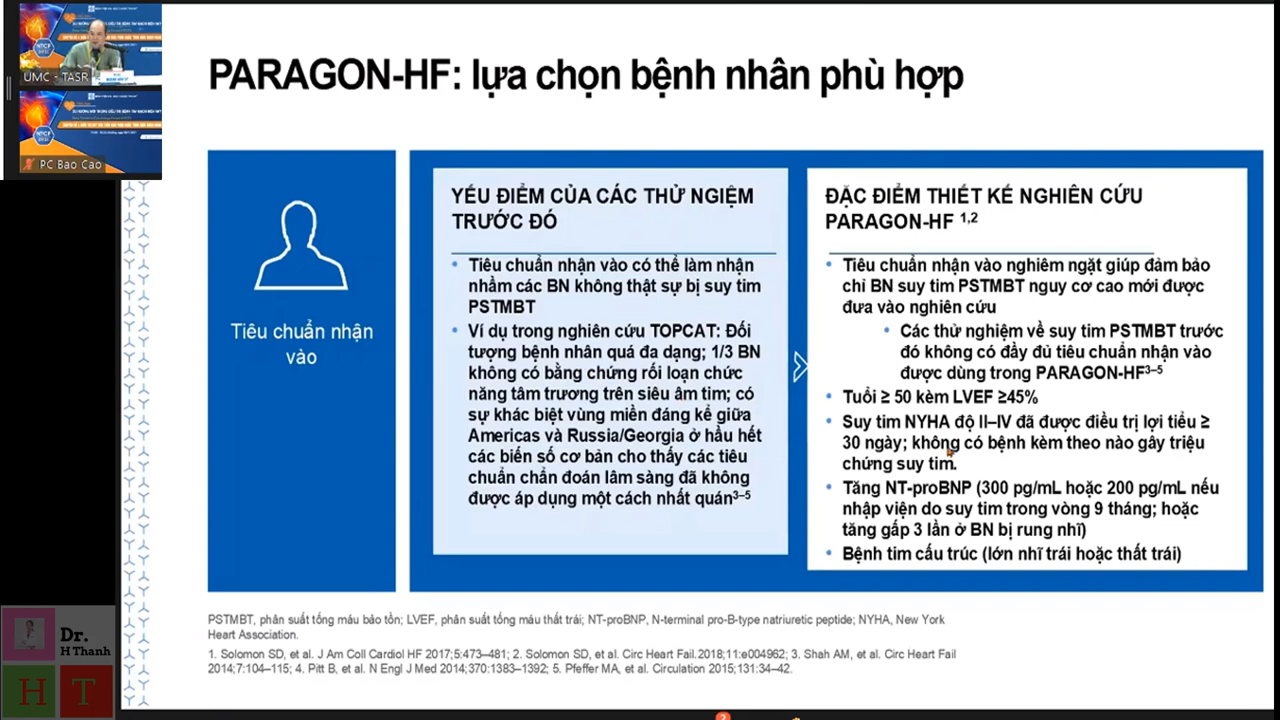 UMC - TASR
PC Bao Cao
PARAGON-HF: lựa chọn bệnh nhân phù hợp
Tiêu chuẩn nhận
vào
YẾU ĐIỂM CỦA CÁC THỬ NGIỆM
TRƯỚC ĐÓ
• Tiêu chuẩn nhận vào có thể làm nhận
nhầm các BN không thật sự bị suy tim
PSTMBT
• Ví dụ trong nghiên cứu TOPCAT: Đối
tượng bệnh nhân quá đa dạng; 1/3 BN
không có bằng chứng rối loạn chức
năng tâm trương trên siêu âm tim; có
sự khác biệt vùng miền đáng kể giữa
Americas và Russia/Georgia ở hầu hết
các biến số cơ bản cho thấy các tiêu
chuẩn chẩn đoán lâm sàng đã không
được áp dụng một cách nhất quán3–5
ĐẶC ĐIỂM THIẾT KẾ NGHIÊN CỨU
PARAGON-HF 1,2
• Tiêu chuẩn nhận vào nghiêm ngặt giúp đảm bảo
chỉ BN suy tim PSTMBT nguy cơ cao mới được
đưa vào nghiên cứu
• Các thử nghiệm về suy tim PSTMBT trước
đó không có đầy đủ tiêu chuẩn nhận vào
được dùng trong PARAGON-HF3–5
• Tuổi ≥ 50 kèm LVEF ≥45%
• Suy tim NYHA độ II–IV đã được điều trị lợi tiểu ≥
30 ngày; không có bệnh kèm theo nào gây triệu
chứng suy tim.
• Tăng NT-proBNP (300 pg/mL hoặc 200 pg/mL nếu
nhập viện do suy tim trong vòng 9 tháng; hoặc
tăng gấp 3 lần ở BN bị rung nhĩ)
• Bệnh tim cấu trúc (lớn nhĩ trái hoặc thất trái)
PSTMBT, phân suất tống máu bảo tồn; LVEF, phân suất tống máu thất trái; NT-proBNP, N-terminal pro-B-type natriuretic peptide; NYHA, New York
Heart Association.
1. Solomon SD, et al. J Am Coll Cardiol HF 2017;5:473–481; 2. Solomon SD, et al. Circ Heart Fail.2018;11:e004962; 3. Shah AM, et al. Circ Heart Fail
2014;7:104–115; 4. Pitt B, et al. N Engl J Med 2014;370:1383–1392; 5. Pfeffer MA, et al. Circulation 2015;131:34–42.
Dr.
H Thanh
H T